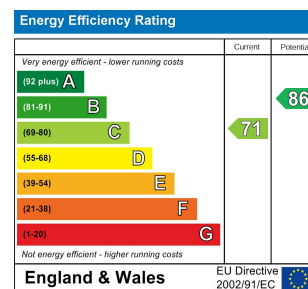 Energy Efficiency Rating
Current Potentia
Very energy efficient - lower running costs
(92 plus) A
(81-91) B 86
(69-80) C 71
(55-68) D
(39-54) E
(21-38) F
(1-20) G
Not energy efficient - higher running costs
England & Wales
EU Directive
2002/91/EC